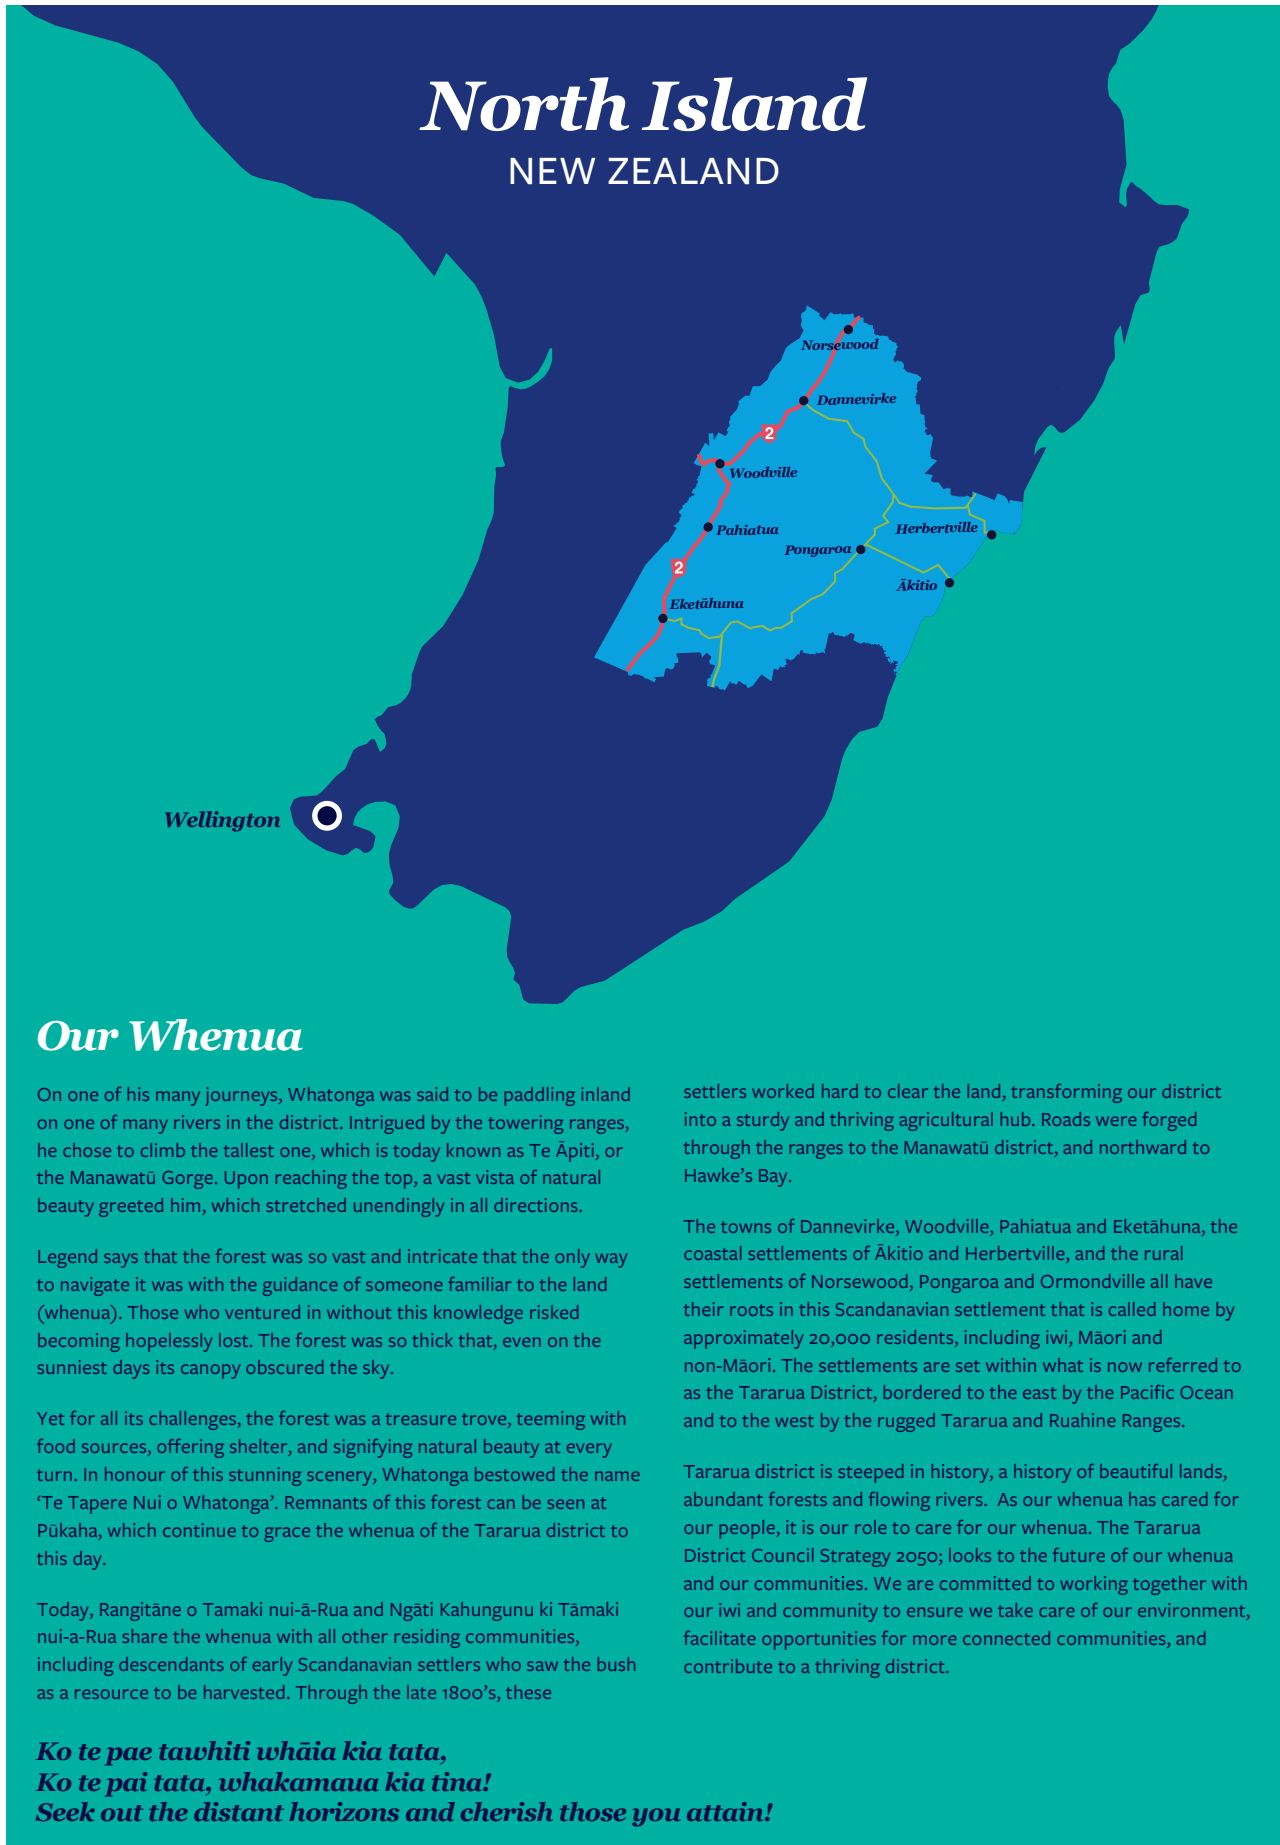 North Island
NEW ZEALAND
Norsewood
Dannevirke
2
Woodville
Pahiatua
Herbertville
Pongaroa
2
Ākitio
Eketāhuna
Wellington
Our Whenua
On one of his many journeys, Whatonga was said to be paddling inland
on one of many rivers in the district. Intrigued by the towering ranges,
he chose to climb the tallest one, which is today known as Te Āpiti, or
the Manawatū Gorge. Upon reaching the top, a vast vista of natural
beauty greeted him, which stretched unendingly in all directions.
Legend says that the forest was so vast and intricate that the only way
to navigate it was with the guidance of someone familiar to the land
(whenua). Those who ventured in without this knowledge risked
becoming hopelessly lost. The forest was so thick that, even on the
sunniest days its canopy obscured the sky.
Yet for all its challenges, the forest was a treasure trove, teeming with
food sources, offering shelter, and signifying natural beauty at every
turn. In honour of this stunning scenery, Whatonga bestowed the name
‘Te Tapere Nui o Whatonga’. Remnants of this forest can be seen at
Pūkaha, which continue to grace the whenua of the Tararua district to
this day.
Today, Rangitāne o Tamaki nui-ā-Rua and Ngāti Kahungunu ki Tāmaki
nui-a-Rua share the whenua with all other residing communities,
including descendants of early Scandanavian settlers who saw the bush
as a resource to be harvested. Through the late 1800’s, these
settlers worked hard to clear the land, transforming our district
into a sturdy and thriving agricultural hub. Roads were forged
through the ranges to the Manawatū district, and northward to
Hawke’s Bay.
The towns of Dannevirke, Woodville, Pahiatua and Eketāhuna, the
coastal settlements of Ākitio and Herbertville, and the rural
settlements of Norsewood, Pongaroa and Ormondville all have
their roots in this Scandanavian settlement that is called home by
approximately 20,000 residents, including iwi, Māori and
non-Māori. The settlements are set within what is now referred to
as the Tararua District, bordered to the east by the Pacific Ocean
and to the west by the rugged Tararua and Ruahine Ranges.
Tararua district is steeped in history, a history of beautiful lands,
abundant forests and flowing rivers. As our whenua has cared for
our people, it is our role to care for our whenua. The Tararua
District Council Strategy 2050; looks to the future of our whenua
and our communities. We are committed to working together with
our iwi and community to ensure we take care of our environment,
facilitate opportunities for more connected communities, and
contribute to a thriving district.
Ko te pae tawhiti whāia kia tata,
Ko te pai tata, whakamaua kia tina!
Seek out the distant horizons and cherish those you attain!